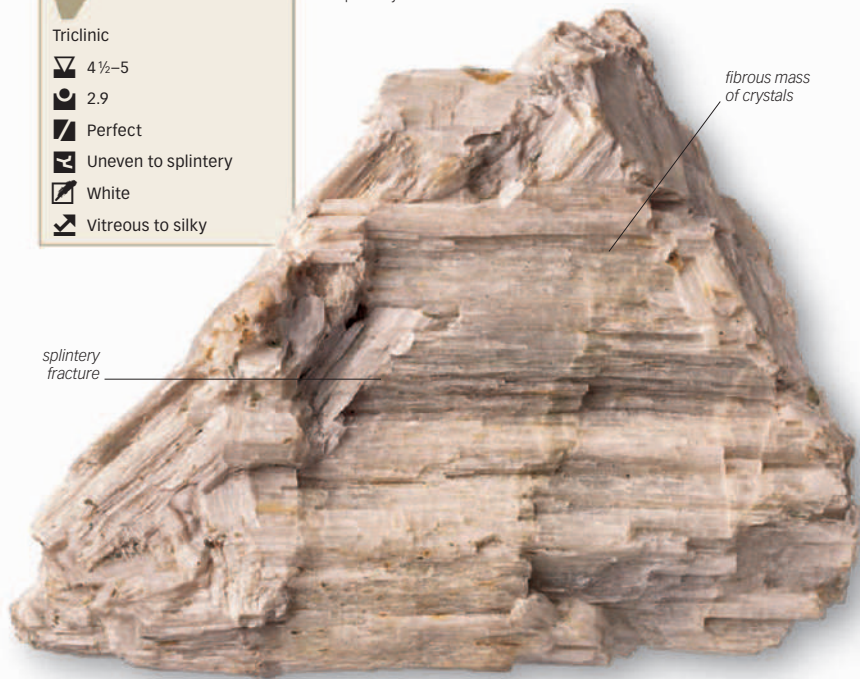 Triclinic
4½–5
2.9
Perfect
Uneven to splintery
White
Vitreous to silky
fibrous mass
of crystals
splintery
fracture